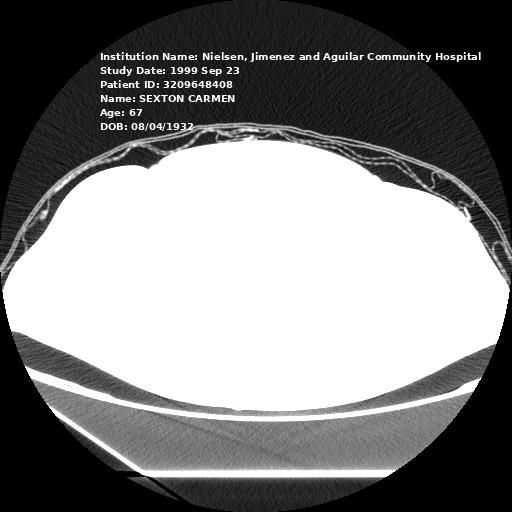 Institution Name: Nielsen, Jimenez and Aguilar Community Hospital
Study Date: 1999 Sep 23
Patient ID: 3209648408
Name: SEXTON CARMEN
Age: 67
DOB: 08/04/1932